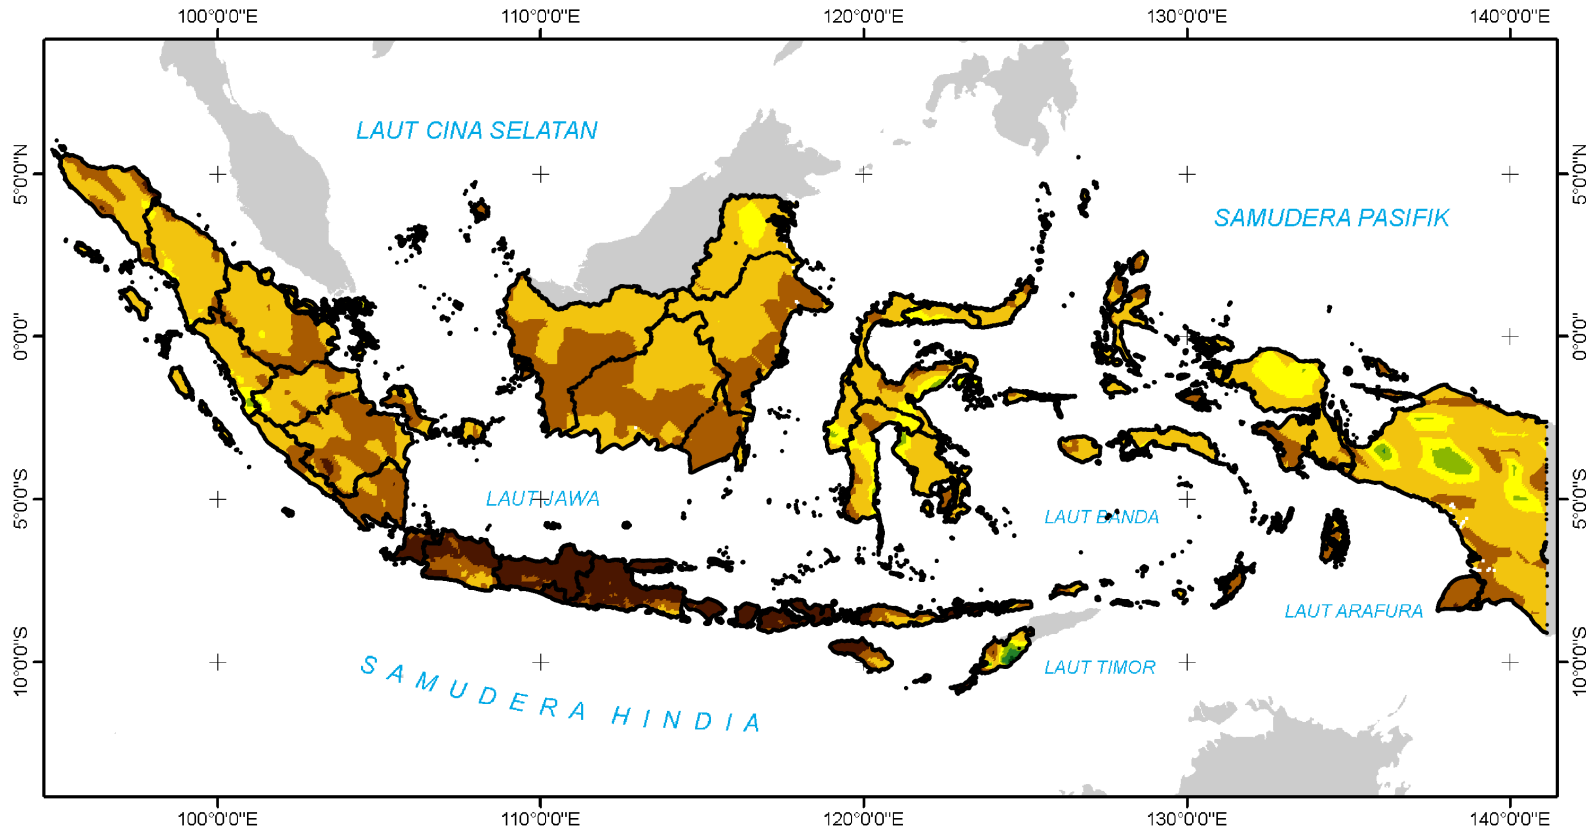 100°0'0"E
110°0'0"E
120°0'0"E
130°0'0"E
140°0'0"E
LAUT CINA SELATAN
5°0'0"N
5°0'0"N
SAMUDERA PASIFIK
0°0'0"
0°0'0"
5°0'0"S
LAUT JAWA
LAUT BANDA
5°0'0"S
LAUT ARAFURA
10°0'0"S
SAMUDERA HINDIA
LAUT TIMOR
10°0'0"S
100°0'0"E
110°0'0"E
120°0'0"E
130°0'0"E
140°0'0"E